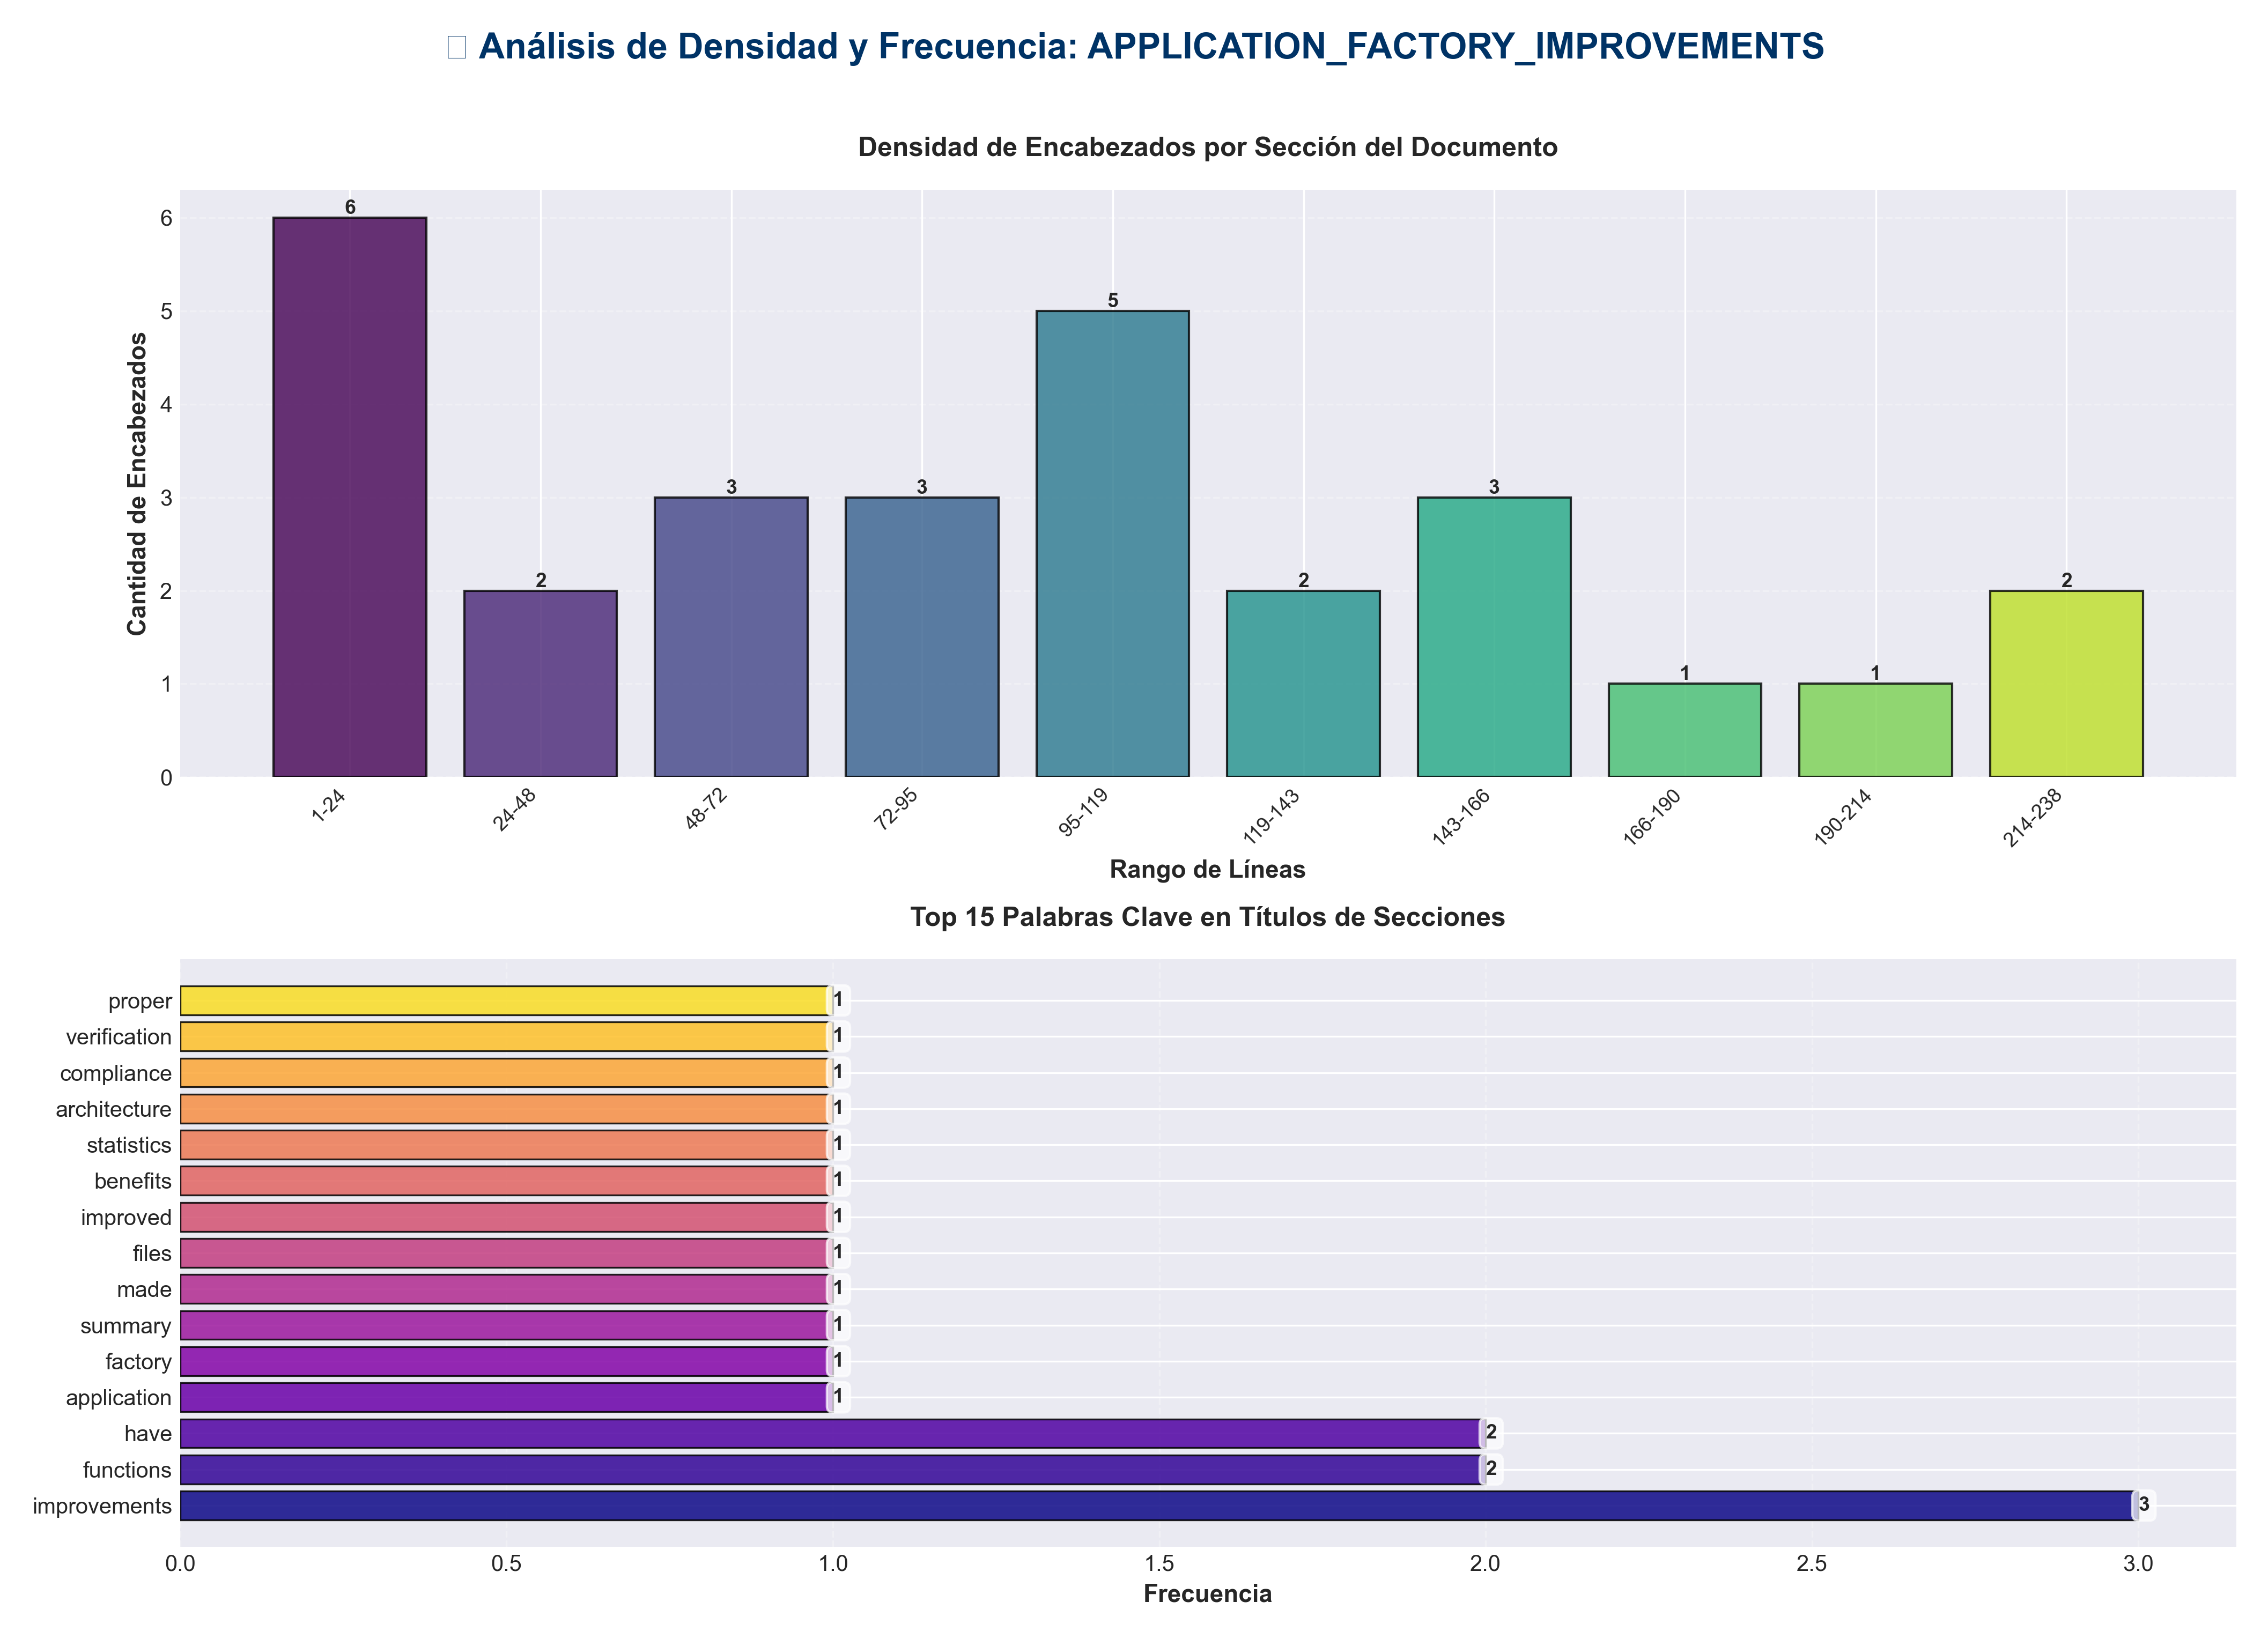 Análisis de Densidad y Frecuencia: APPLICATION_FACTORY_IMPROVEMENTS
Densidad de Encabezados por Sección del Documento
Cantidad de Encabezados
6
5
4
3
2
1
0
6
2
3
3
5
2
3
1
1
2
1-24
24-48
48-72
72-95
95-119
119-143
143-166
166-190
190-214
214-238
Rango de Líneas
Top 15 Palabras Clave en Títulos de Secciones
proper 1
verification 1
compliance 1
architecture 1
statistics 1
benefits 1
improved 1
files 1
made 1
summary 1
factory 1
application 1
have 2
functions 2
improvements 3
0.0 0.5 1.0 1.5 2.0 2.5 3.0
Frecuencia